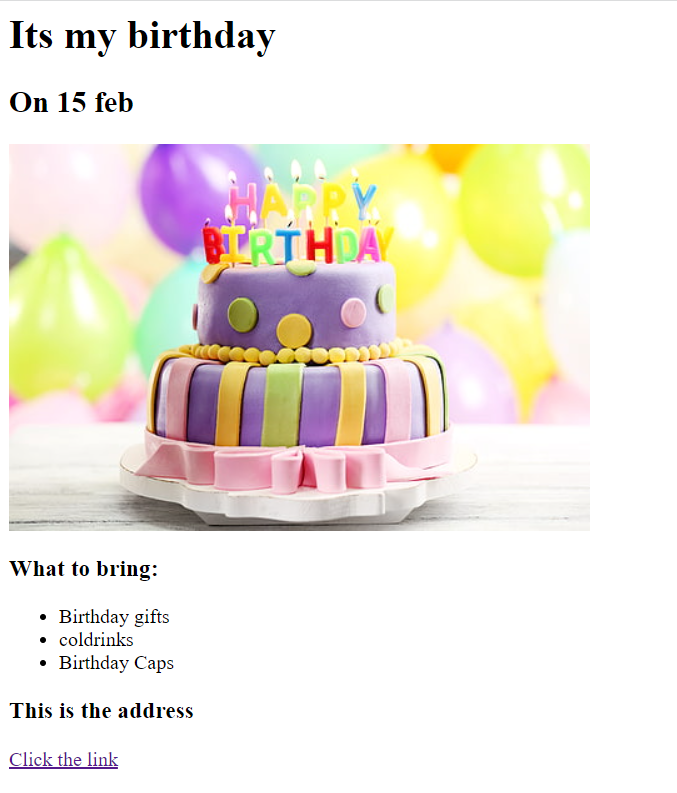 Its my birthday
On 15 feb
HAPPY
BIRTHDAY
What to bring:
Birthday gifts
coldrinks
Birthday Caps
This is the address
Click the link